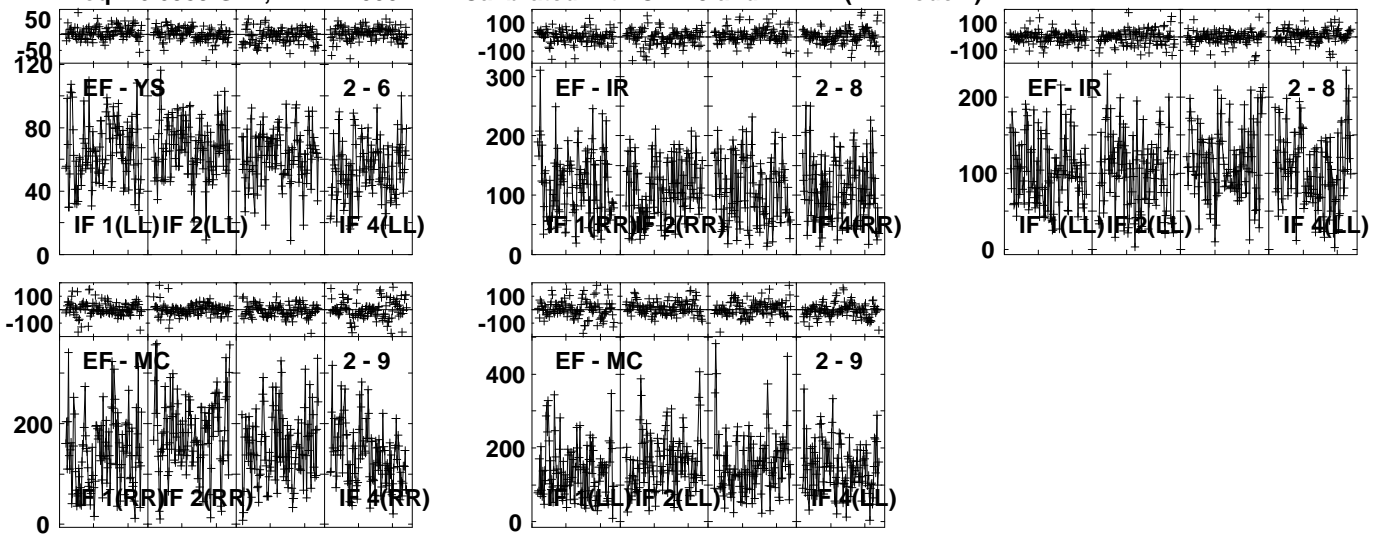 50
-50
120
EF - YS 2 - 6
80
40
IF 1(LL) IF 2(LL) IF 4(LL)
0
100
-100
300
EF - IR 2 - 8
200
100
IF 1(RR) IF 2(RR) IF 4(RR)
0
100
-100
EF - IR 2 - 8
200
100
IF 1(LL) IF 2(LL) IF 4(LL)
0
100
-100
EF - MC 2 - 9
200
IF 1(RR) IF 2(RR) IF 4(RR)
0
100
-100
EF - MC 2 - 9
400
200
IF 1(LL) IF 2(LL) IF 4(LL)
0